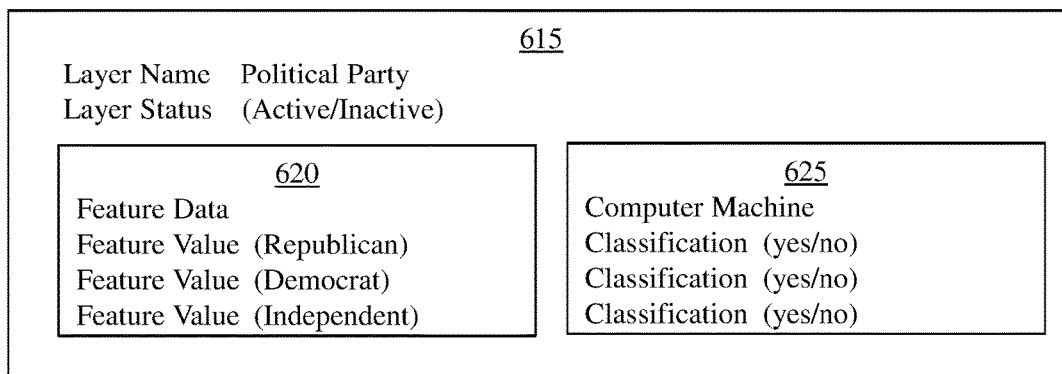 615
Layer Name Political Party
Layer Status (Active/Inactive)
620
Feature Data
Feature Value (Republican)
Feature Value (Democrat)
Feature Value (Independent)
625
Computer Machine
Classification (yes/no)
Classification (yes/no)
Classification (yes/no)